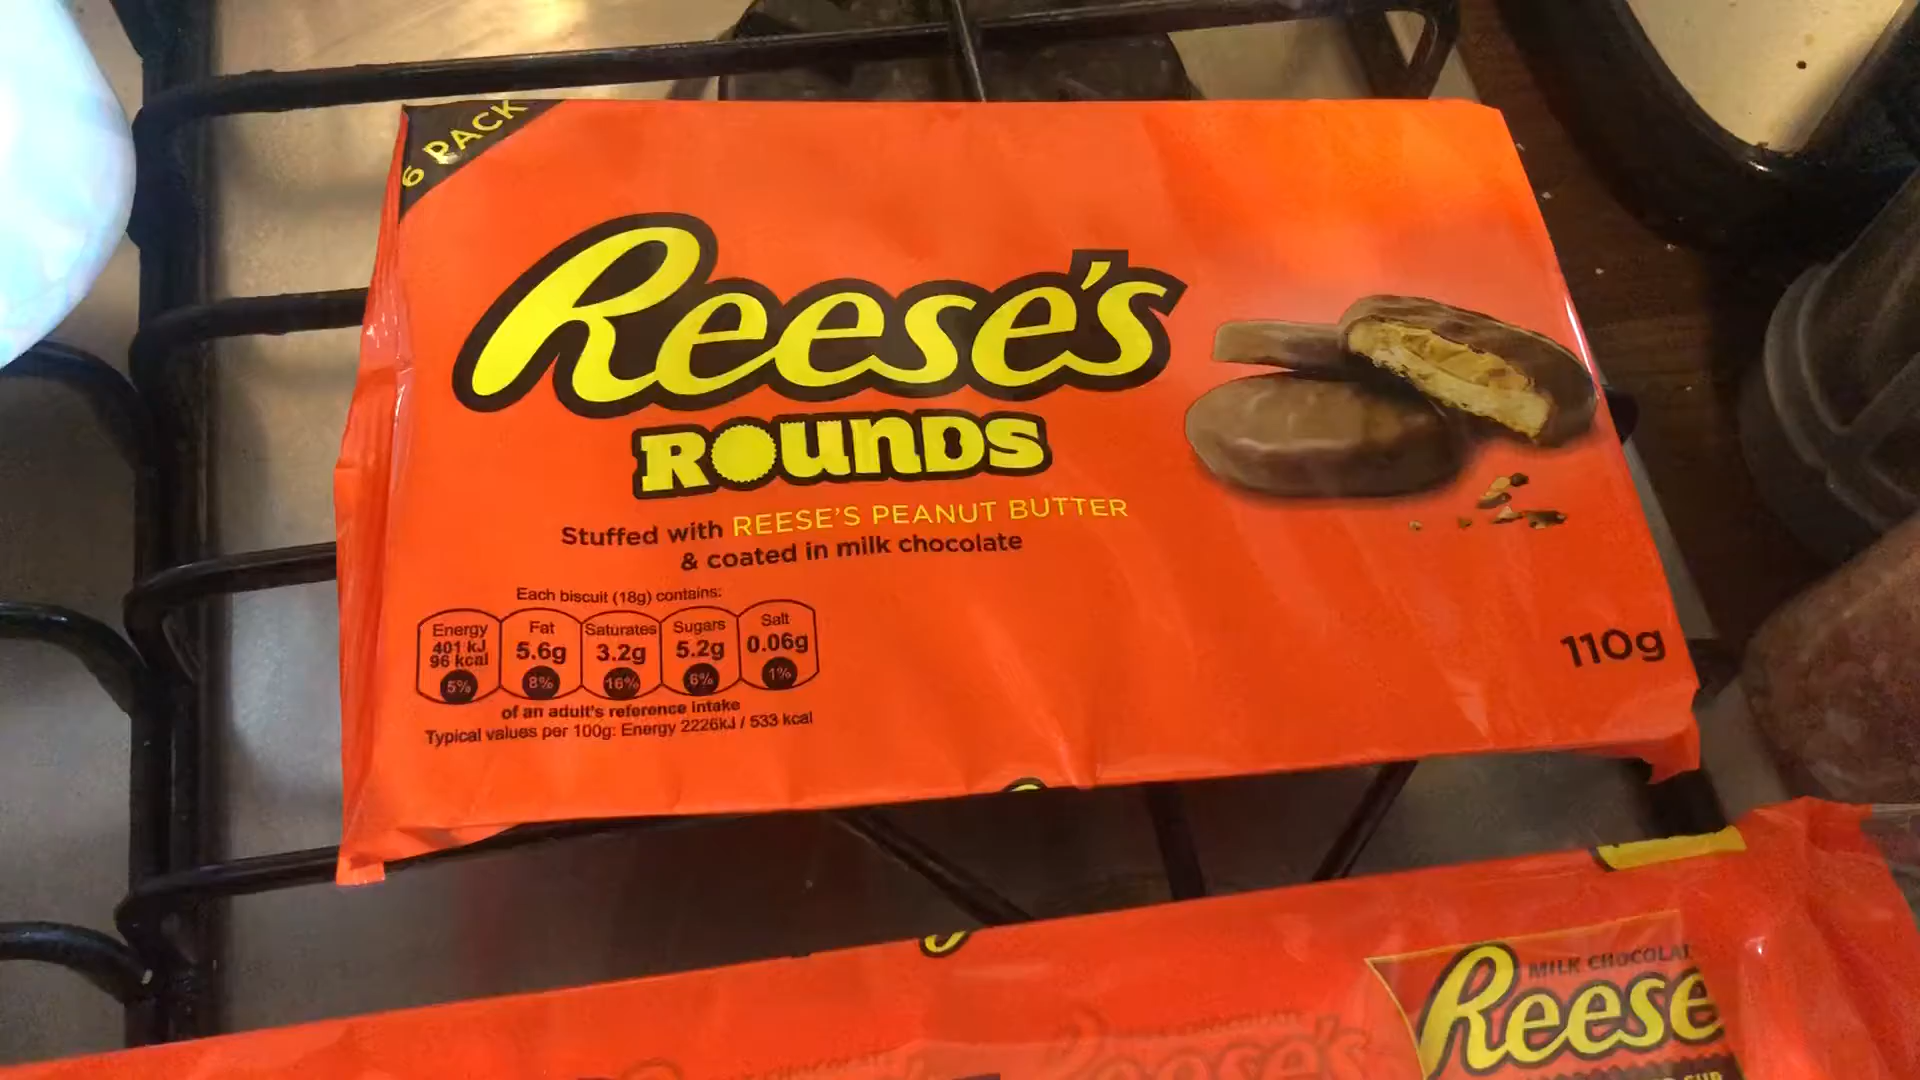 6 PACK
Reese's
ROUNDS
Stuffed with REESE'S PEANUT BUTTER
& coated in milk chocolate
Each biscuit (18g) contains:
Energy
401 kJ
96 kcal
5%
Fat
5.6g
8%
Saturates
3.2g
16%
Sugars
5.2g
6%
Salt
0.06g
1%
of an adult's reference intake
Typical values per 100g: Energy 2226kJ / 533 kcal
110g
MILK CHOCOLAT
Reese
Reese's